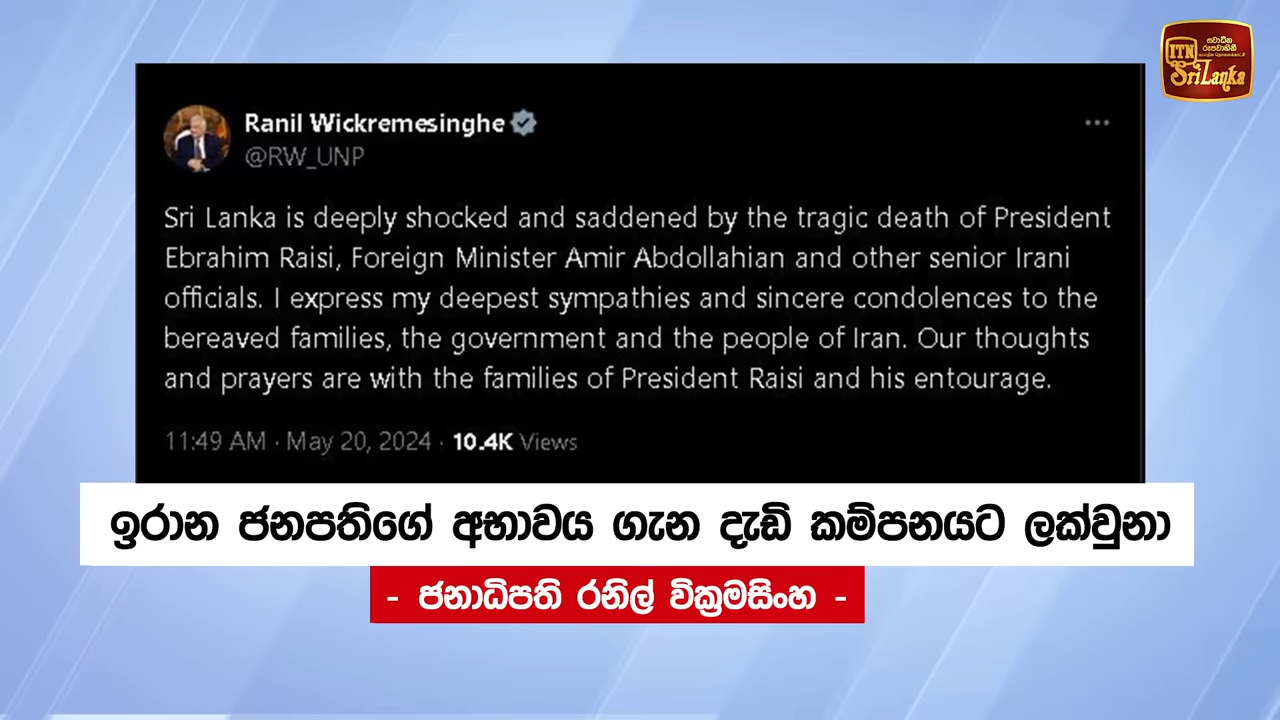 සවාධීන
රූපවාහිනී
ITN
Sri Lanka
Ranil Wickremesinghe
@RW_UNP
Sri Lanka is deeply shocked and saddened by the tragic death of President
Ebrahim Raisi, Foreign Minister Amir Abdollahian and other senior Irani
officials. I express my deepest sympathies and sincere condolences to the
bereaved families, the government and the people of Iran. Our thoughts
and prayers are with the families of President Raisi and his entourage.
11:49 AM · May 20, 2024 · 10.4K Views
ඉරාන ජනපතිගේ අභාවය ගැන දැඩි කම්පනයට ලක්වුනා
- ජනාධිපති රනිල් වික්‍රමසිංහ -